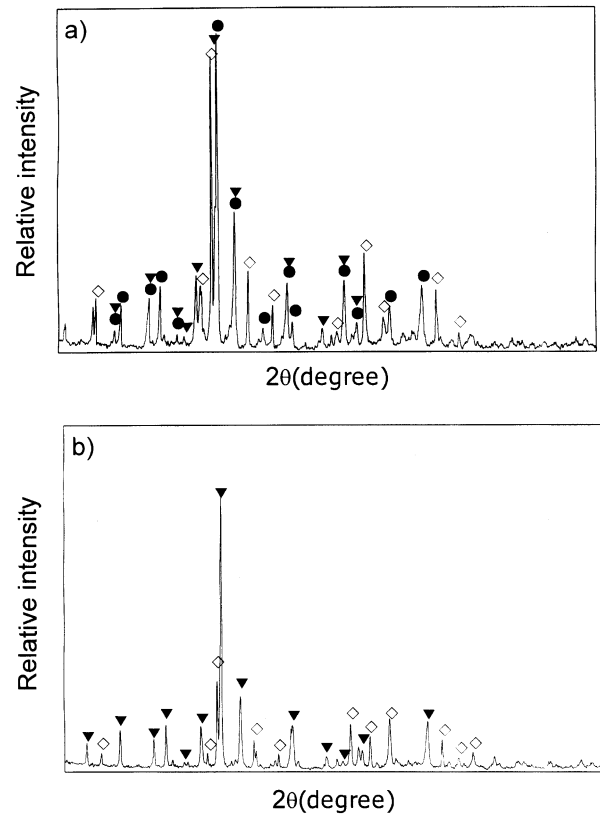 a)
Relative intensity
2θ(degree)
b)
Relative intensity
2θ(degree)